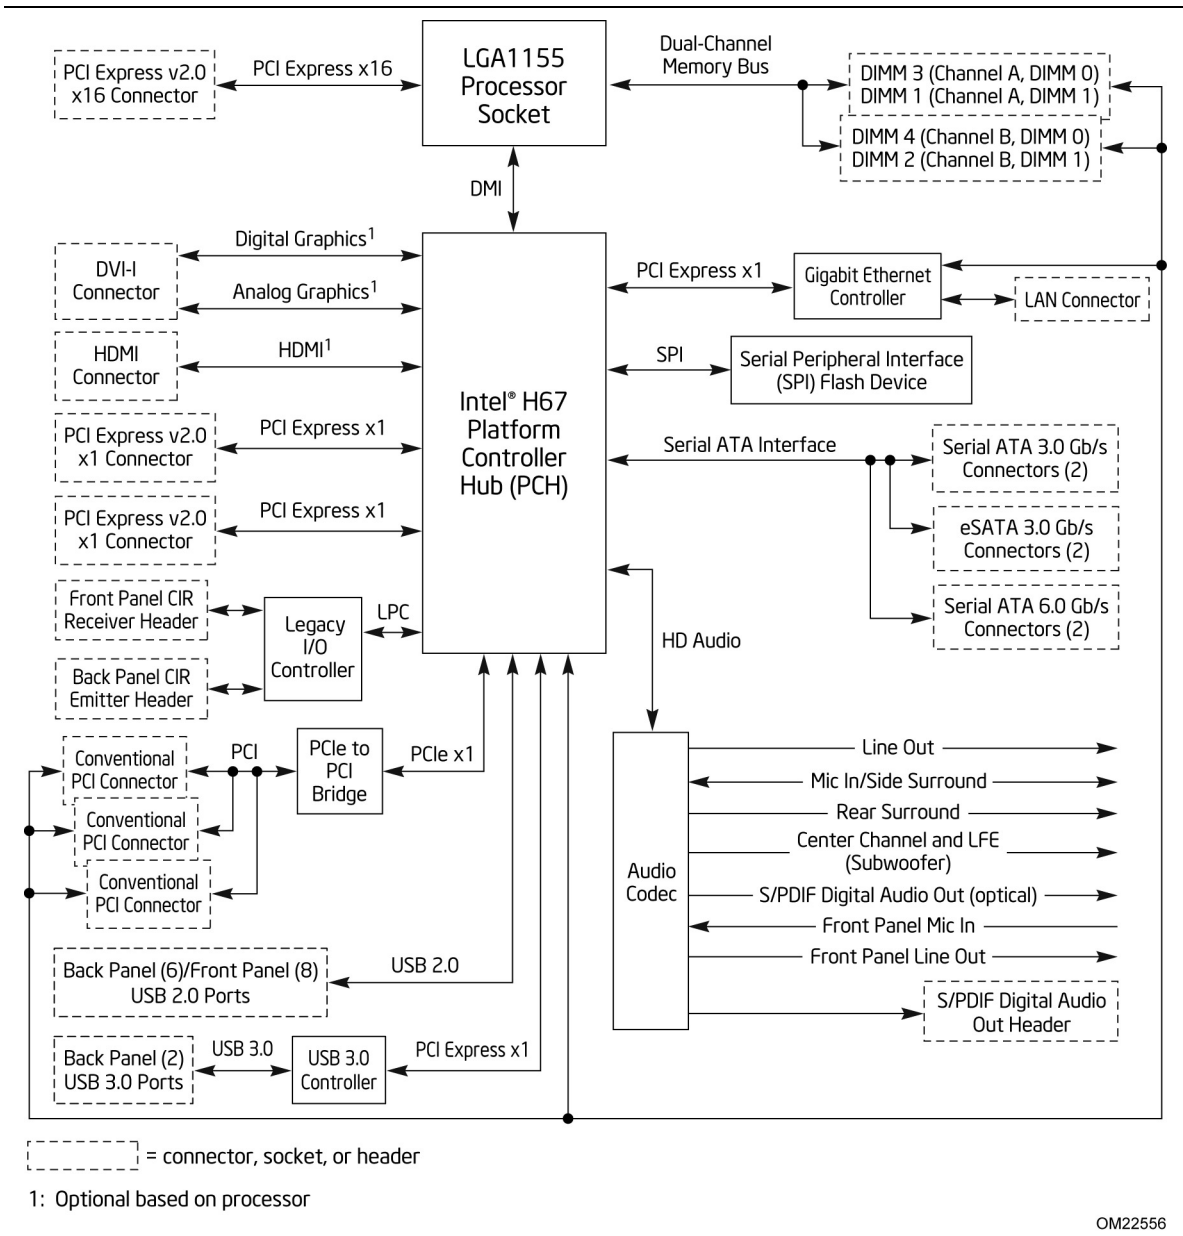 LGA1155
Processor
Socket
PCI Express v2.0
x16 Connector
PCI Express x16
Dual-Channel
Memory Bus
DIMM 3 (Channel A, DIMM 0)
DIMM 1 (Channel A, DIMM 1)
DIMM 4 (Channel B, DIMM 0)
DIMM 2 (Channel B, DIMM 1)
DMI
Digital Graphics1
DVI-I
Connector
Analog Graphics1
HDMI
Connector
HDMI1
PCI Express v2.0
x1 Connector
PCI Express x1
PCI Express v2.0
x1 Connector
PCI Express x1
Intel® H67
Platform
Controller
Hub (PCH)
PCI Express x1
Gigabit Ethernet
Controller
LAN Connector
SPI
Serial Peripheral Interface
(SPI) Flash Device
Serial ATA Interface
Serial ATA 3.0 Gb/s
Connectors (2)
eSATA 3.0 Gb/s
Connectors (2)
Serial ATA 6.0 Gb/s
Connectors (2)
Front Panel CIR
Receiver Header
Back Panel CIR
Emitter Header
Legacy
I/O
Controller
LPC
HD Audio
Conventional
PCI Connector
Conventional
PCI Connector
Conventional
PCI Connector
PCI
PCIe to
PCI
Bridge
PCIe x1
Audio
Codec
Line Out
Mic In/Side Surround
Rear Surround
Center Channel and LFE
(Subwoofer)
S/PDIF Digital Audio Out (optical)
Front Panel Mic In
Front Panel Line Out
S/PDIF Digital Audio
Out Header
Back Panel (6)/Front Panel (8)
USB 2.0 Ports
USB 2.0
Back Panel (2)
USB 3.0 Ports
USB 3.0
USB 3.0
Controller
PCI Express x1
= connector, socket, or header
1: Optional based on processor
OM22556